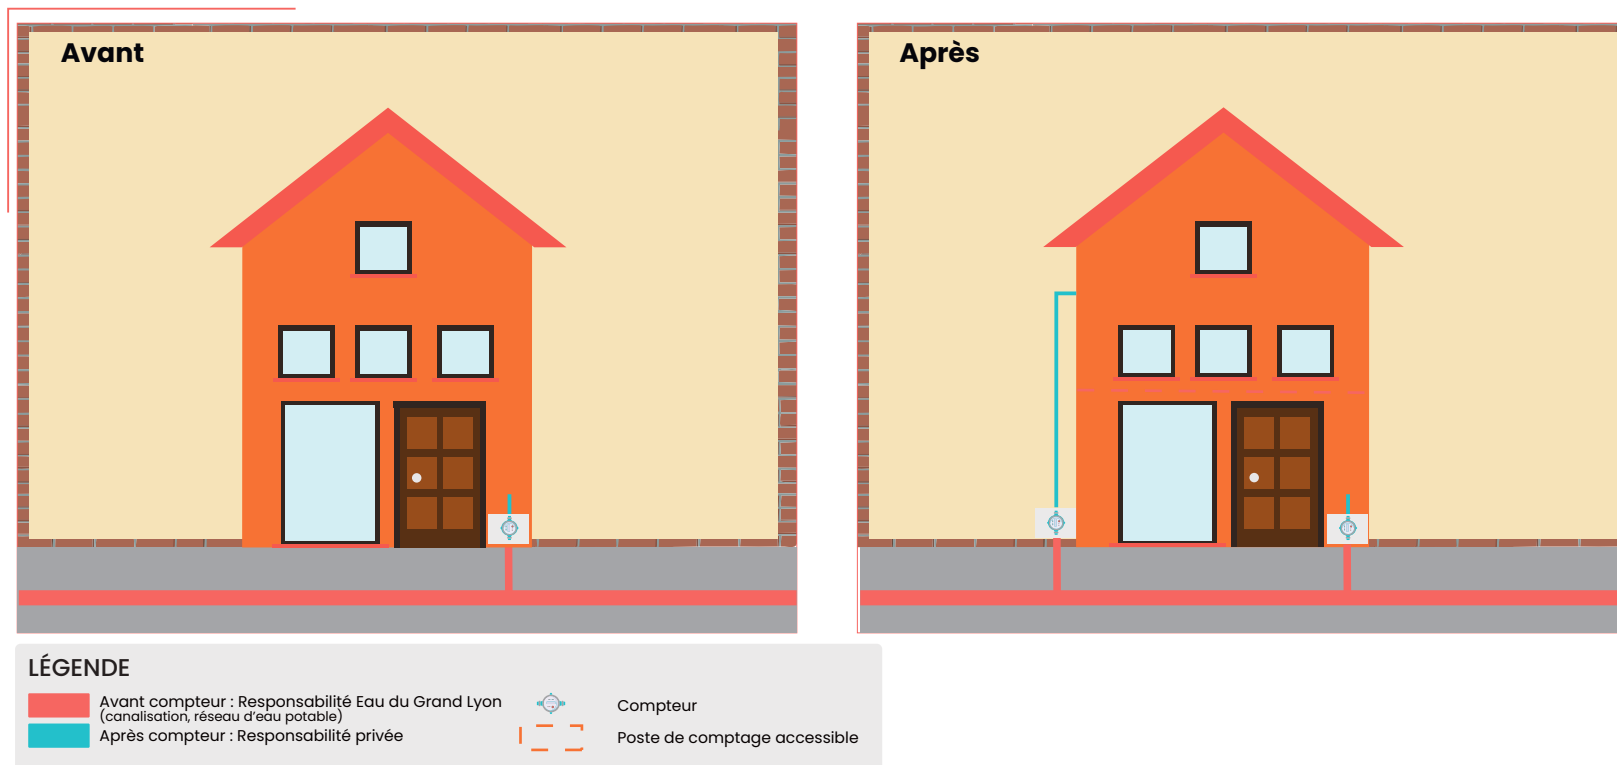 Avant
Après
LÉGENDE
Avant compteur : Responsabilité Eau du Grand Lyon
(canalisation, réseau d'eau potable)
Après compteur : Responsabilité privée
Compteur
Poste de comptage accessible